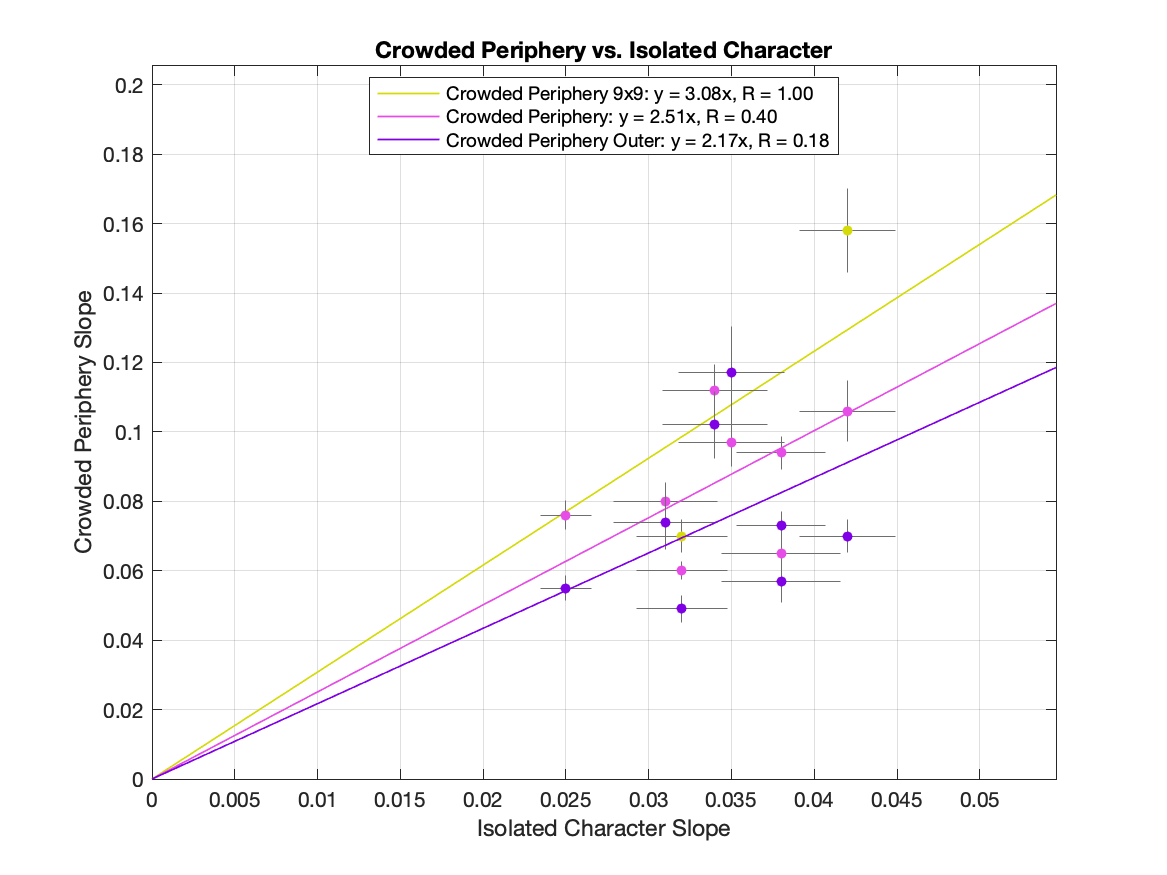 Crowded Periphery vs. Isolated Character
Crowded Periphery 9x9: y = 3.08x, R = 1.00
Crowded Periphery: y = 2.51x, R = 0.40
Crowded Periphery Outer: y = 2.17x, R = 0.18
0.2
0.18
0.16
0.14
0.12
0.1
0.08
0.06
0.04
0.02
0
Crowded Periphery Slope
0 0.005 0.01 0.015 0.02 0.025 0.03 0.035 0.04 0.045 0.05
Isolated Character Slope